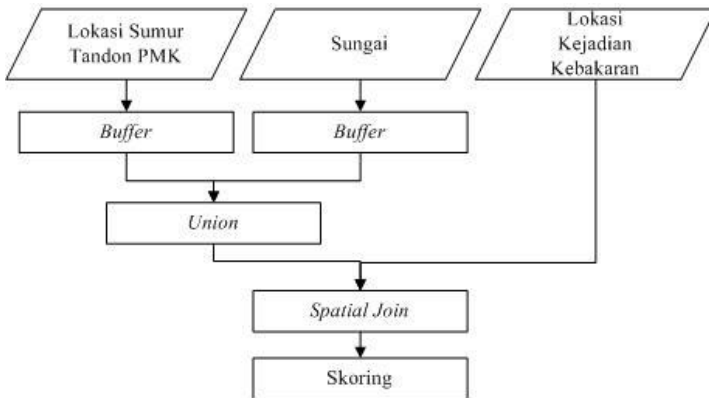 Lokasi Sumur
Tandon PMK
Sungai
Lokasi
Kejadian
Kebakaran
Buffer
Buffer
Union
Spatial Join
Skoring